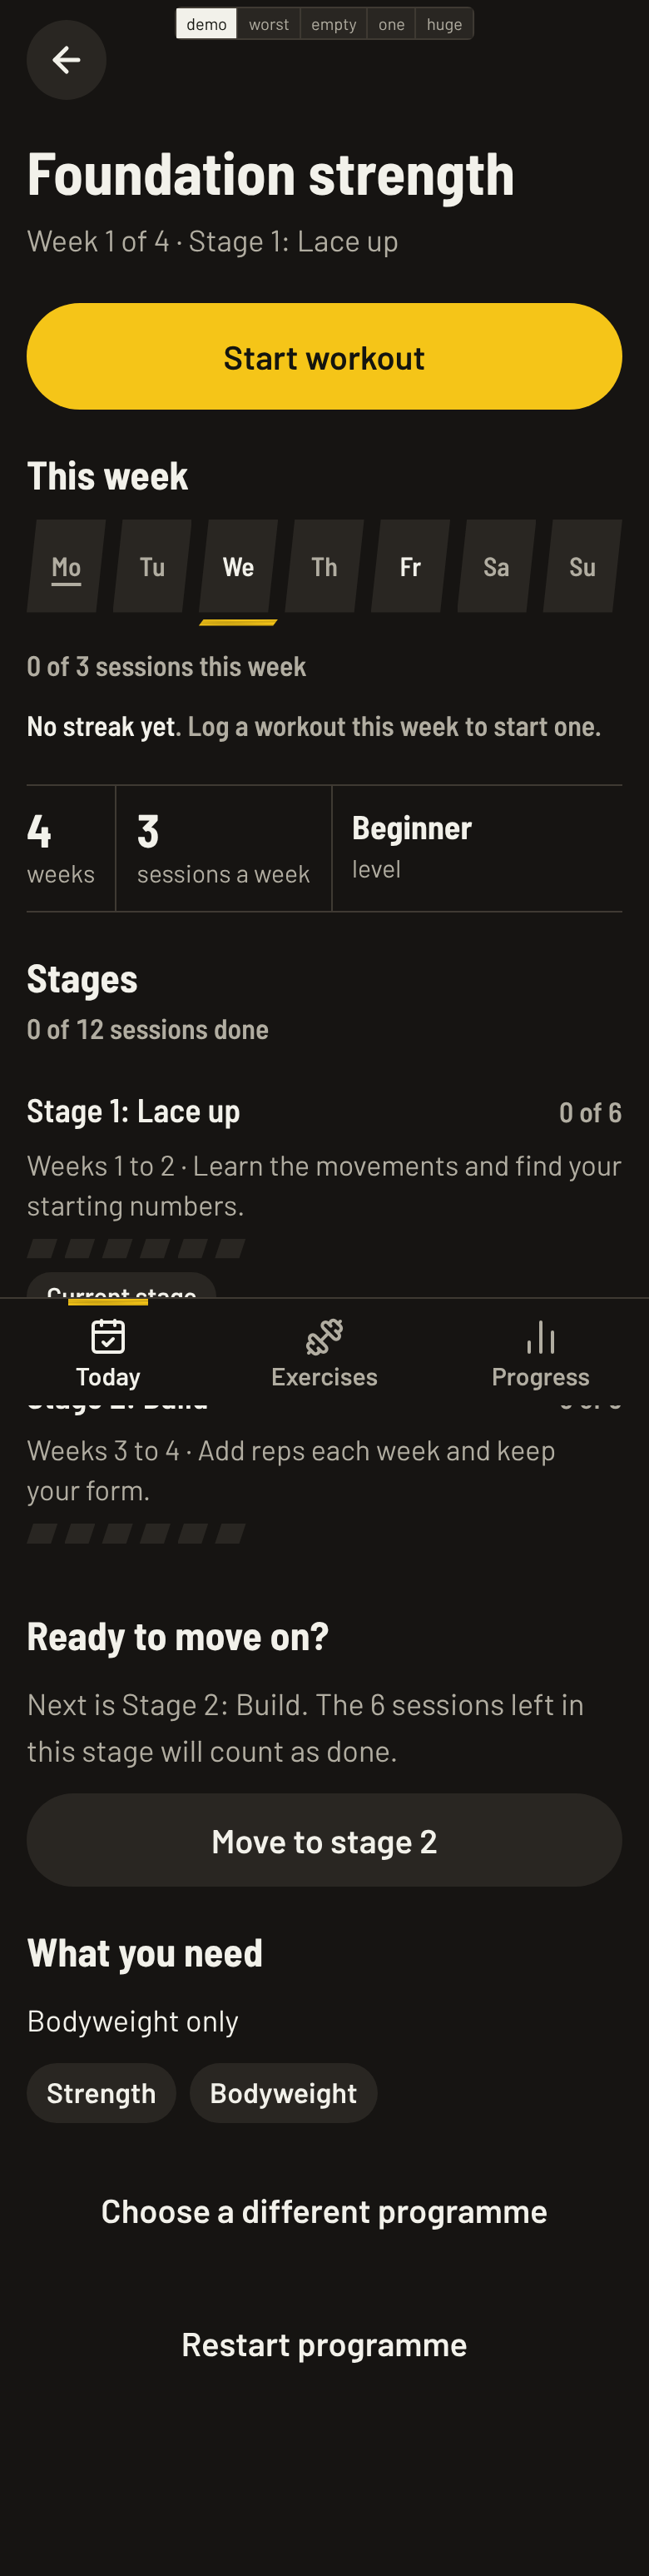 demo worst empty one huge
Foundation strength
Week 1 of 4 · Stage 1: Lace up
Start workout
This week
Mo Tu We Th Fr Sa Su
0 of 3 sessions this week
No streak yet. Log a workout this week to start one.
4 3 Beginner
weeks sessions a week level
Stages
0 of 12 sessions done
Stage 1: Lace up 0 of 6
Weeks 1 to 2 · Learn the movements and find your
starting numbers.
Current stage
Today Exercises Progress
Stage 2: Build
Weeks 3 to 4 · Add reps each week and keep
your form.
Ready to move on?
Next is Stage 2: Build. The 6 sessions left in
this stage will count as done.
Move to stage 2
What you need
Bodyweight only
Strength Bodyweight
Choose a different programme
Restart programme